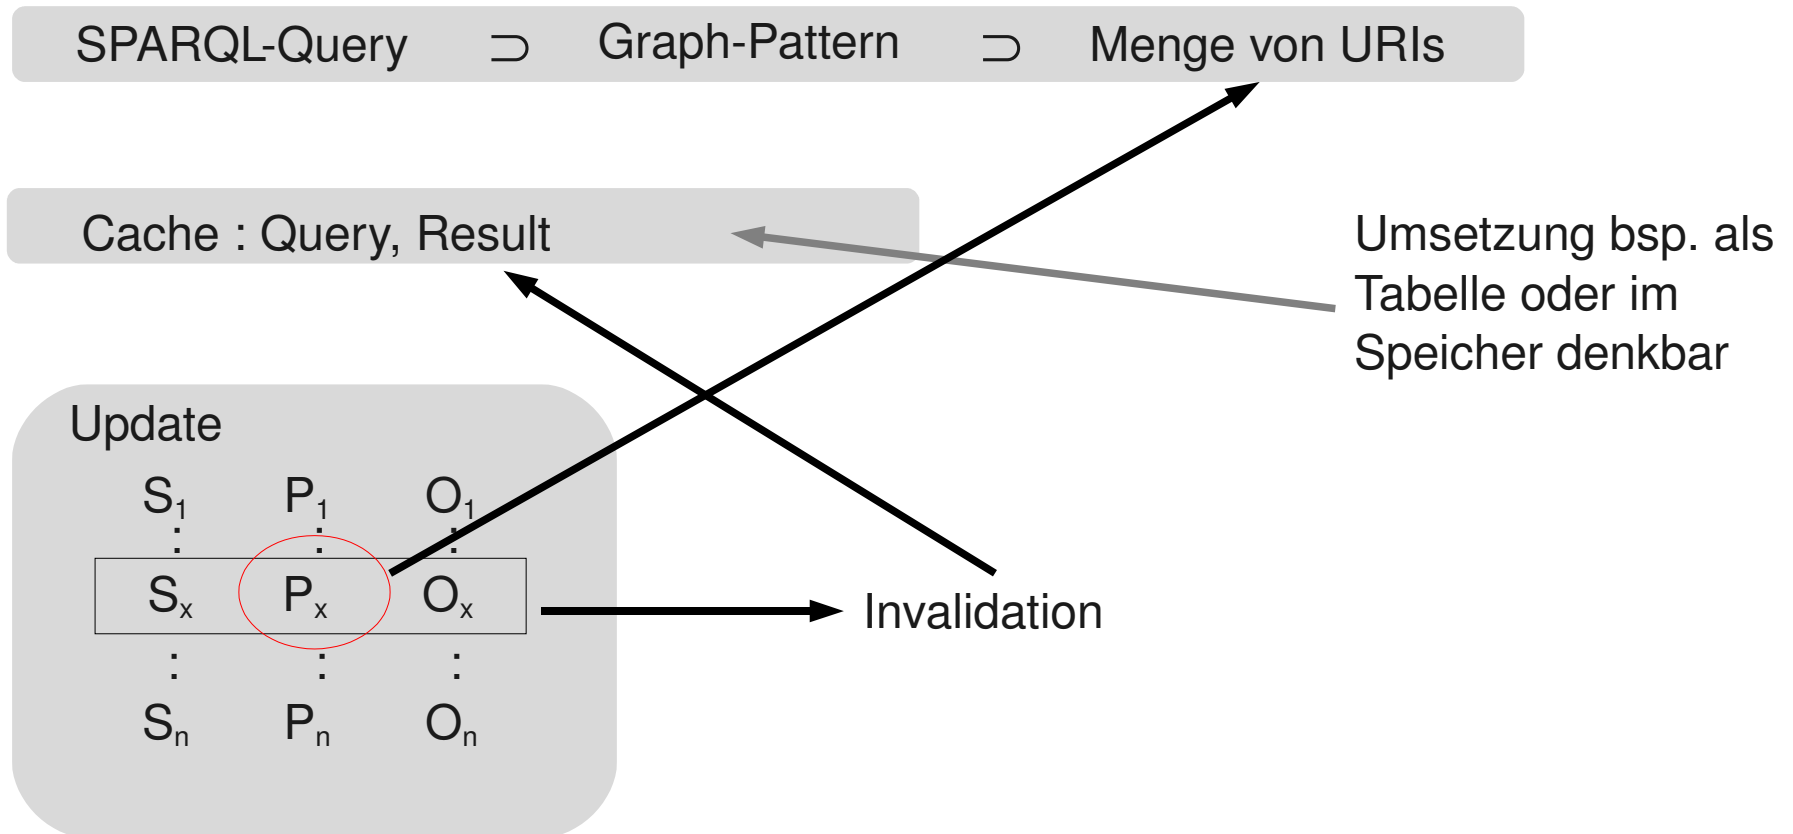 SPARQL-Query ⊃ Graph-Pattern ⊃ Menge von URIs
Cache : Query, Result
Umsetzung bsp. als
Tabelle oder im
Speicher denkbar
Update
S₁ P₁ O₁
: : :
Sₓ Pₓ Oₓ
: : :
Sₙ Pₙ Oₙ
Invalidation